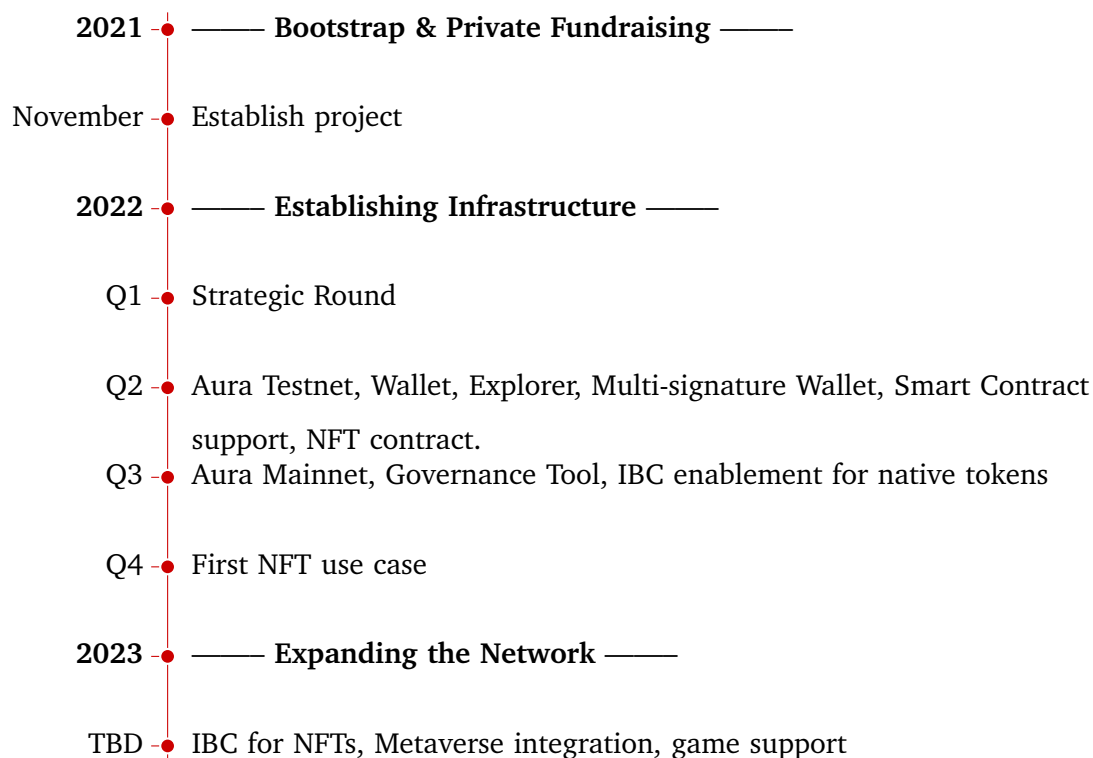 2021 —— Bootstrap & Private Fundraising ——
November Establish project
2022 —— Establishing Infrastructure ——
Q1 Strategic Round
Q2 Aura Testnet, Wallet, Explorer, Multi-signature Wallet, Smart Contract
support, NFT contract.
Q3 Aura Mainnet, Governance Tool, IBC enablement for native tokens
Q4 First NFT use case
2023 —— Expanding the Network ——
TBD IBC for NFTs, Metaverse integration, game support